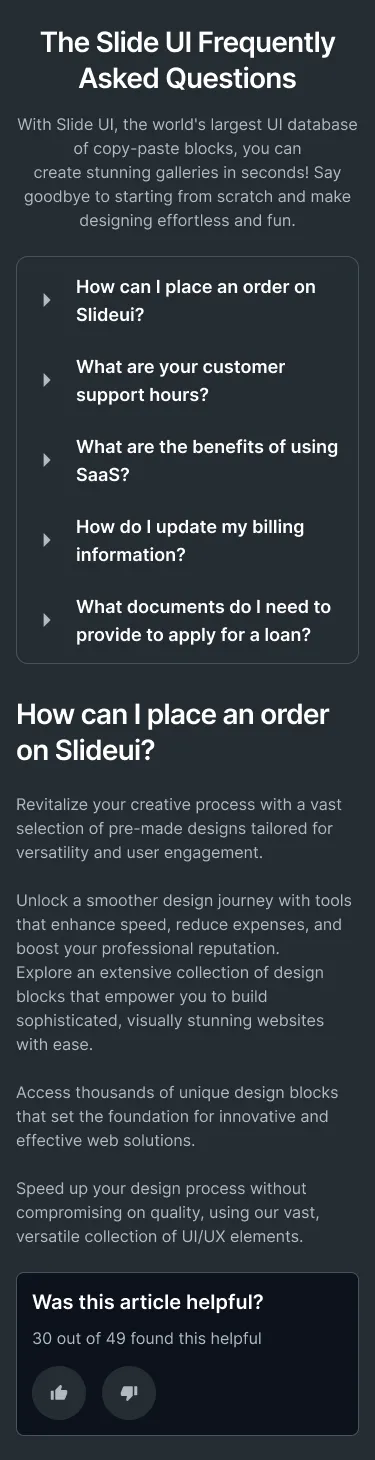 The Slide UI Frequently
Asked Questions
With Slide UI, the world's largest UI database
of copy-paste blocks, you can
create stunning galleries in seconds! Say
goodbye to starting from scratch and make
designing effortless and fun.
How can I place an order on
Slideui?
What are your customer
support hours?
What are the benefits of using
SaaS?
How do I update my billing
information?
What documents do I need to
provide to apply for a loan?
How can I place an order
on Slideui?
Revitalize your creative process with a vast
selection of pre-made designs tailored for
versatility and user engagement.
Unlock a smoother design journey with tools
that enhance speed, reduce expenses, and
boost your professional reputation.
Explore an extensive collection of design
blocks that empower you to build
sophisticated, visually stunning websites
with ease.
Access thousands of unique design blocks
that set the foundation for innovative and
effective web solutions.
Speed up your design process without
compromising on quality, using our vast,
versatile collection of UI/UX elements.
Was this article helpful?
30 out of 49 found this helpful